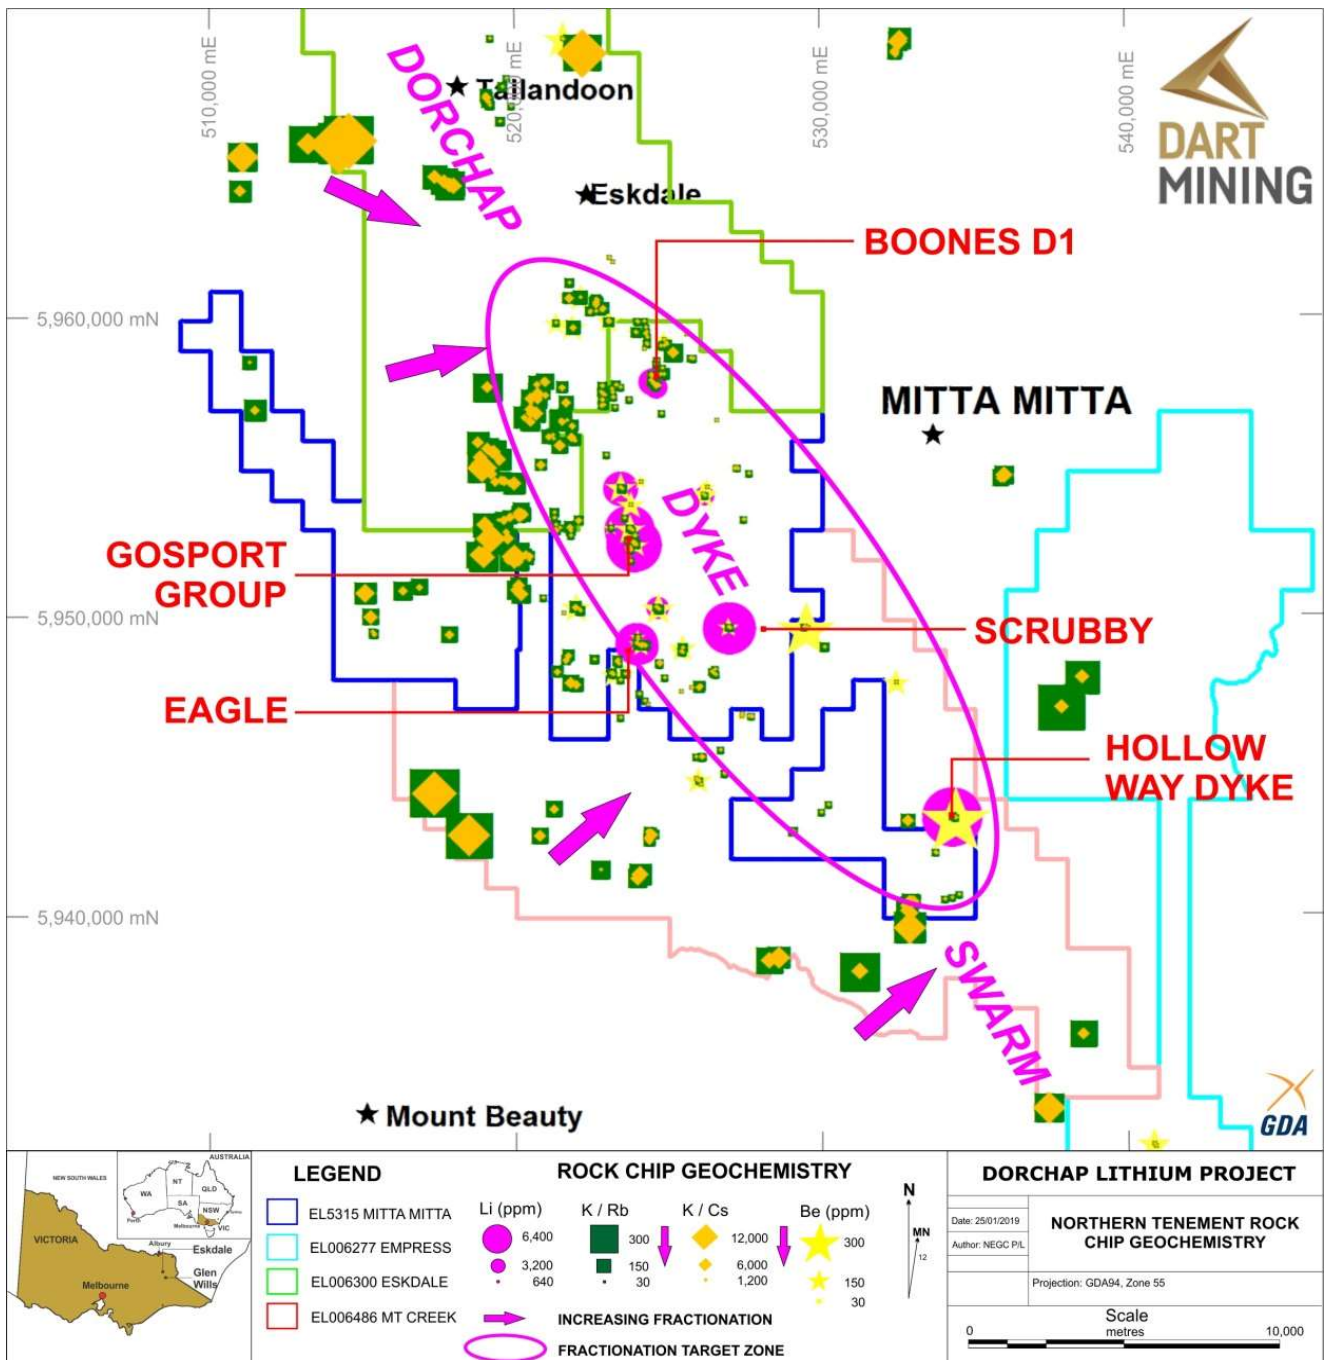 510,000 mE
520,000 mE
530,000 mE
540,000 mE
DART
MINING
DORCHAP
Tallandoon
Eskdale
BOONES D1
5,960,000 mN
MITTA MITTA
DYKE
GOSPORT
GROUP
5,950,000 mN
SCRUBBY
EAGLE
HOLLOW
WAY DYKE
5,940,000 mN
SWARM
Mount Beauty
GDA
NEW SOUTH WALES
VICTORIA
Albury
Eskdale
Glen
Wills
Melbourne
AUSTRALIA
WA
NT
QLD
SA
NSW
VIC
Perth
Melbourne
LEGEND
EL5315 MITTA MITTA
EL006277 EMPRESS
EL006300 ESKDALE
EL006486 MT CREEK
ROCK CHIP GEOCHEMISTRY
Li (ppm)
6,400
3,200
640
K / Rb
300
150
30
K / Cs
12,000
6,000
1,200
Be (ppm)
300
150
30
INCREASING FRACTIONATION
FRACTIONATION TARGET ZONE
N
MN
12
DORCHAP LITHIUM PROJECT
Date: 25/01/2019
Author: NEGC P/L
NORTHERN TENEMENT ROCK
CHIP GEOCHEMISTRY
Projection: GDA94, Zone 55
Scale
0 metres 10,000